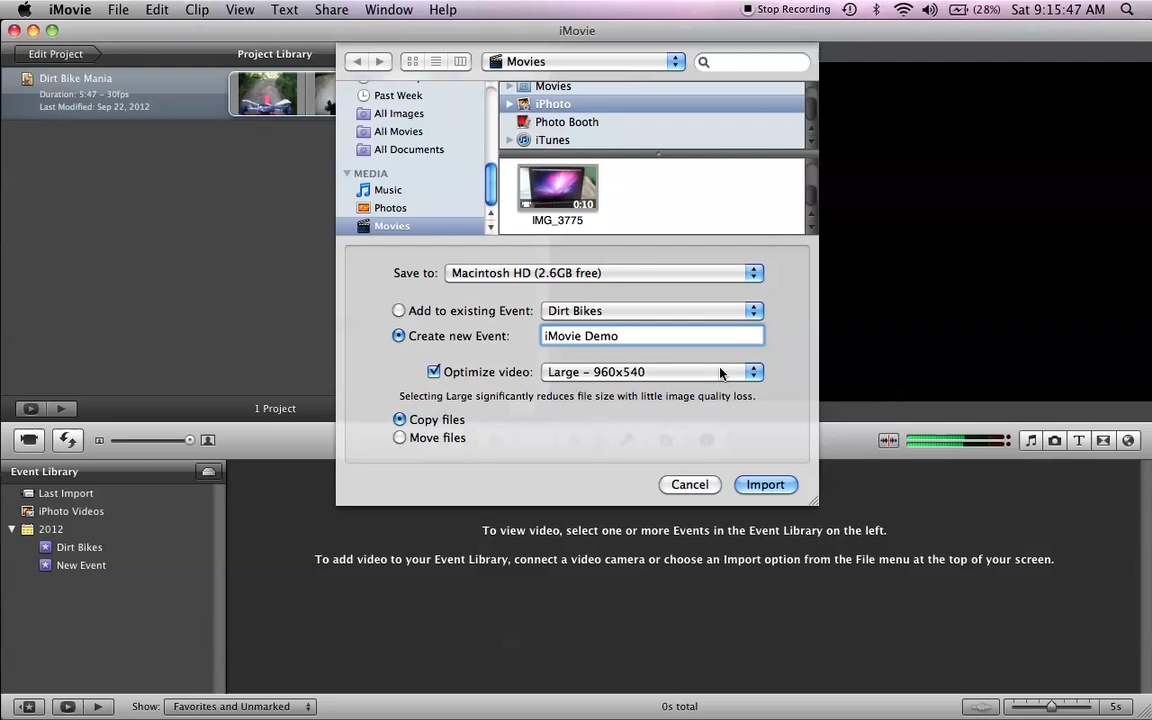 iMovie File Edit Clip View Text Share Window Help Stop Recording (28%) Sat 9:15:47 AM
iMovie
Edit Project Project Library
Dirt Bike Mania
Duration: 5:47 - 30fps
Last Modified: Sep 22, 2012
Movies
Past Week
All Images
All Movies
All Documents
MEDIA
Music
Photos
Movies
Movies
iPhoto
Photo Booth
iTunes
0:10
IMG_3775
Save to: Macintosh HD (2.6GB free)
Add to existing Event: Dirt Bikes
Create new Event: iMovie Demo
Optimize video: Large - 960x540
Selecting Large significantly reduces file size with little image quality loss.
Copy files
Move files
Cancel Import
1 Project
T
Event Library
Last Import
iPhoto Videos
2012
Dirt Bikes
New Event
To view video, select one or more Events in the Event Library on the left.
To add video to your Event Library, connect a video camera or choose an Import option from the File menu at the top of your screen.
Show: Favorites and Unmarked 0s total 5s